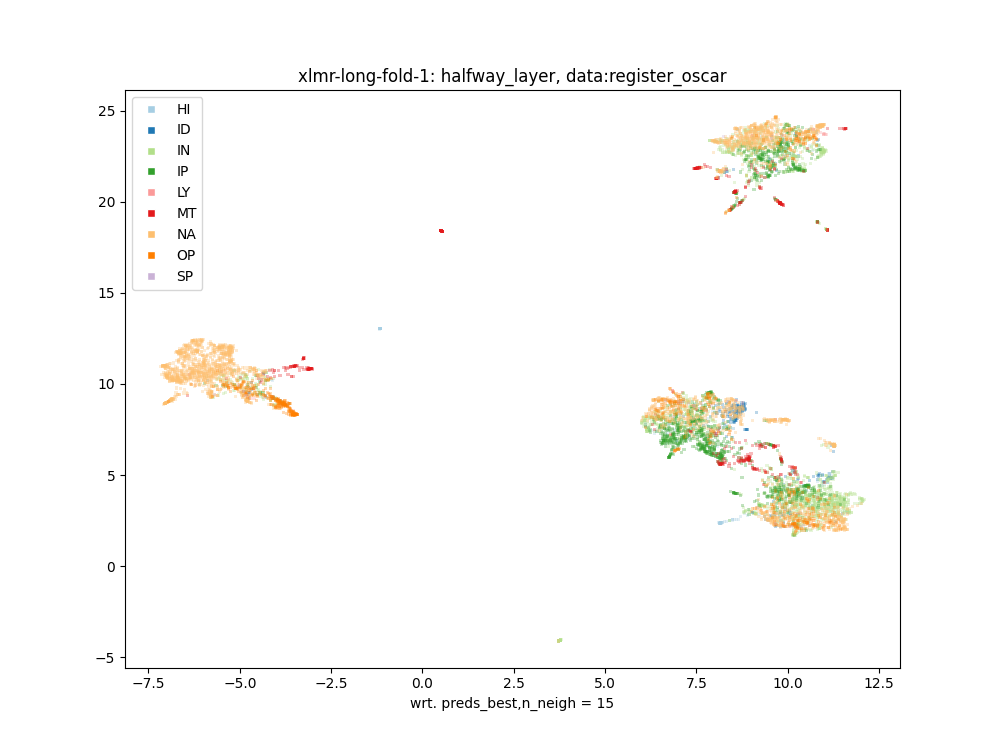 xlmr-long-fold-1: halfway_layer, data:register_oscar
HI
ID
IN
IP
LY
MT
NA
OP
SP
25
20
15
10
5
0
−5
−7.5 −5.0 −2.5 0.0 2.5 5.0 7.5 10.0 12.5
wrt. preds_best,n_neigh = 15